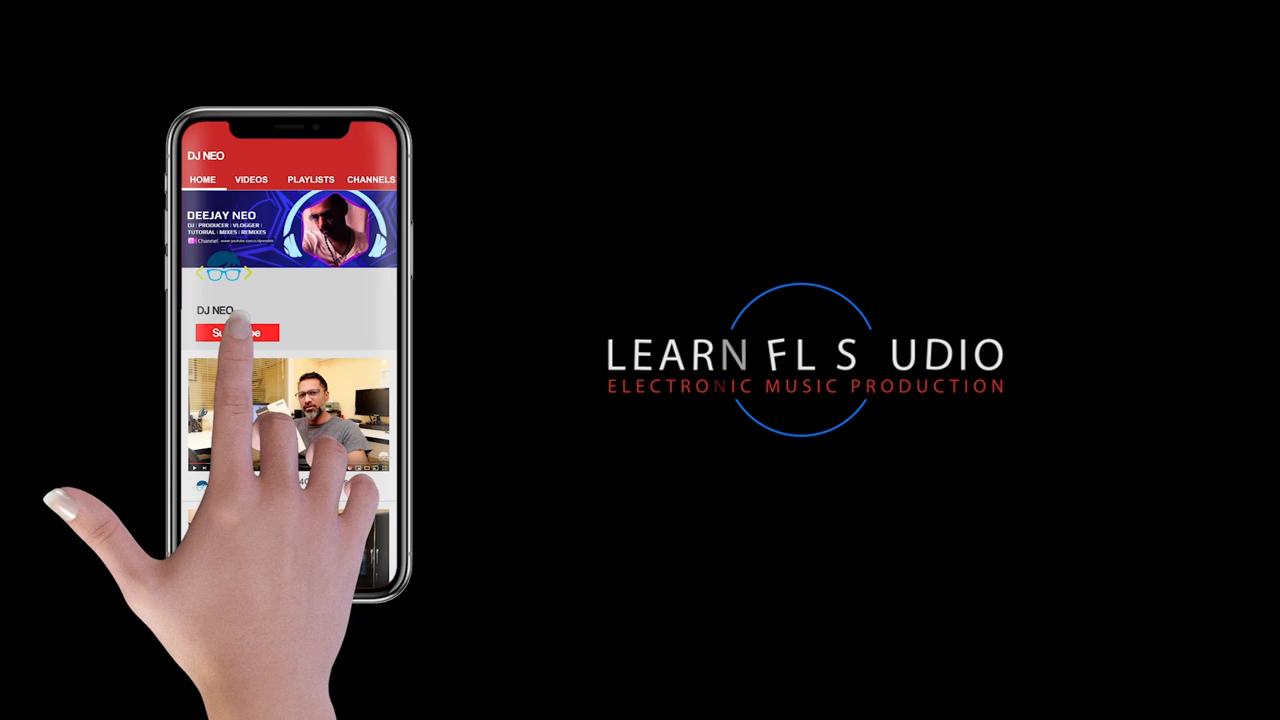 DJ NEO
HOME VIDEOS PLAYLISTS CHANNELS
DEEJAY NEO
DJ | PRODUCER | VLOGGER |
TUTORIAL | MIXES | REMIXES
Channel
DJ NEO
LEARN FL S UDIO
ELECTRONIC MUSIC PRODUCTION